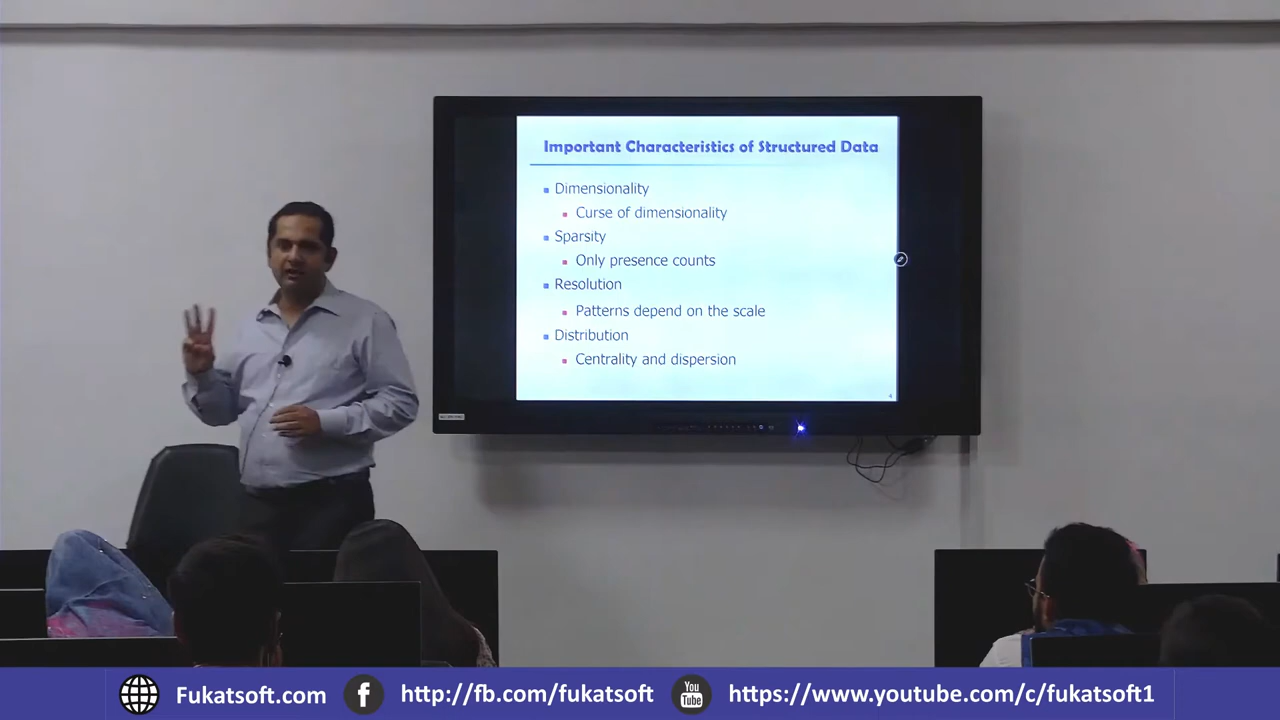 Important Characteristics of Structured Data
Dimensionality
Curse of dimensionality
Sparsity
Only presence counts
Resolution
Patterns depend on the scale
Distribution
Centrality and dispersion
4
Fukatsoft.com
f
http://fb.com/fukatsoft
You
Tube
https://www.youtube.com/c/fukatsoft1